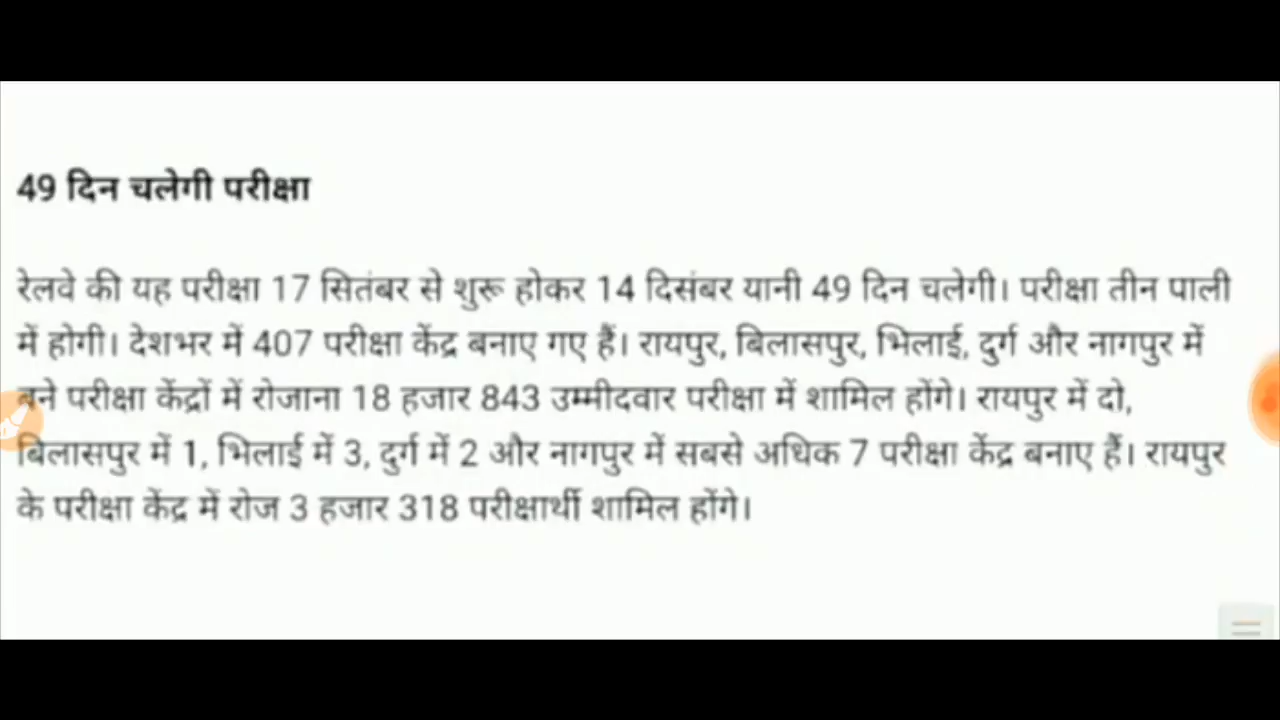 49 दिन चलेगी परीक्षा
रेलवे की यह परीक्षा 17 सितंबर से शुरू होकर 14 दिसंबर यानी 49 दिन चलेगी। परीक्षा तीन पाली
में होगी। देशभर में 407 परीक्षा केंद्र बनाए गए हैं। रायपुर, बिलासपुर, भिलाई, दुर्ग और नागपुर में
बने परीक्षा केंद्रों में रोजाना 18 हजार 843 उम्मीदवार परीक्षा में शामिल होंगे। रायपुर में दो,
बिलासपुर में 1, भिलाई में 3, दुर्ग में 2 और नागपुर में सबसे अधिक 7 परीक्षा केंद्र बनाए हैं। रायपुर
के परीक्षा केंद्र में रोज 3 हजार 318 परीक्षार्थी शामिल होंगे।